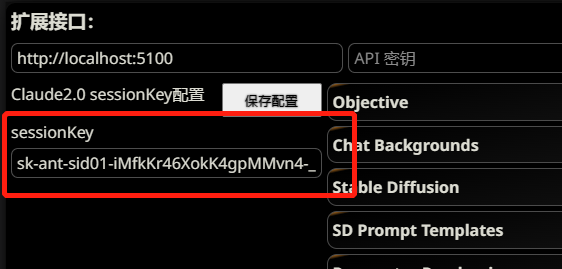 扩展接口：
http://localhost:5100
API 密钥
Claude2.0 sessionKey配置
保存配置
sessionKey
sk-ant-sid01-iMfkKr46XokK4gpMMvn4-_
Objective
Chat Backgrounds
Stable Diffusion
SD Prompt Templates